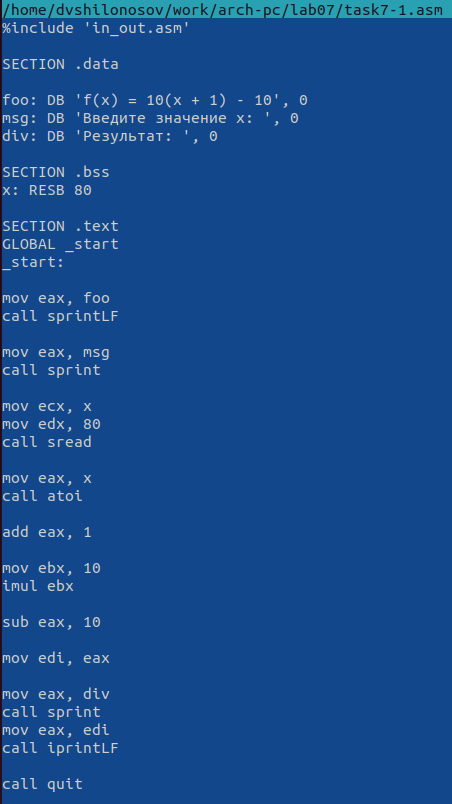 /home/dvshilonosov/work/arch-pc/lab07/task7-1.asm
%include 'in_out.asm'
SECTION .data
foo: DB 'f(x) = 10(x + 1) - 10', 0
msg: DB 'Введите значение x: ', 0
div: DB 'Результат: ', 0
SECTION .bss
x: RESB 80
SECTION .text
GLOBAL _start
_start:
mov eax, foo
call sprintLF
mov eax, msg
call sprint
mov ecx, x
mov edx, 80
call sread
mov eax, x
call atoi
add eax, 1
mov ebx, 10
imul ebx
sub eax, 10
mov edi, eax
mov eax, div
call sprint
mov eax, edi
call iprintLF
call quit